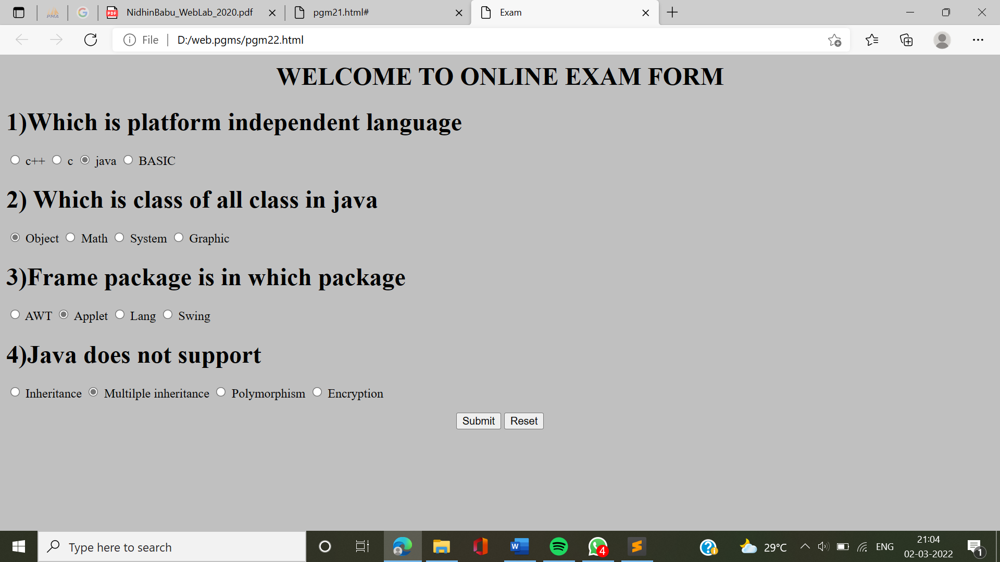 PMA
PDF
NidhinBabu_WebLab_2020.pdf
pgm21.html#
Exam
File
D:/web.pgms/pgm22.html
WELCOME TO ONLINE EXAM FORM
1)Which is platform independent language
c++ c java BASIC
2) Which is class of all class in java
Object Math System Graphic
3)Frame package is in which package
AWT Applet Lang Swing
4)Java does not support
Inheritance Multilple inheritance Polymorphism Encryption
Submit Reset
Type here to search
W
4
29°C
ENG
21:04
02-03-2022
1